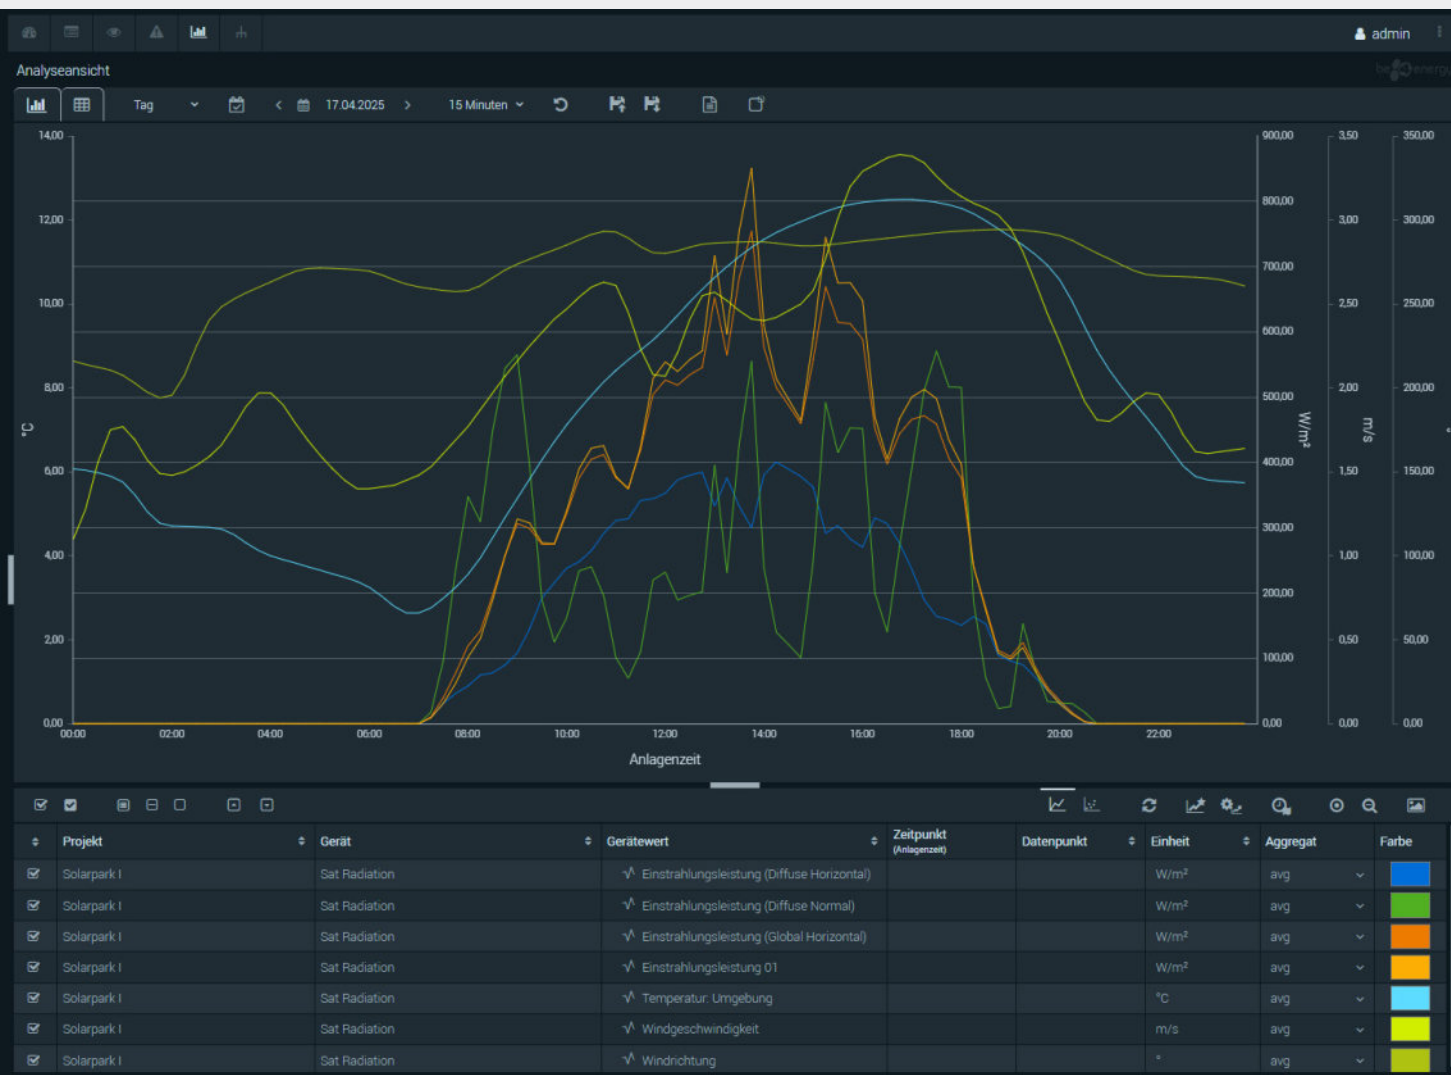 admin
Analyseansicht
Tag 17.04.2025 15 Minuten
14,00 900,00 3,50 350,00
800,00
12,00 3,00 300,00
700,00
10,00 2,50 250,00
600,00
8,00 2,00 200,00
500,00
°C W/m² m/s °
6,00 400,00 1,50 150,00
300,00
4,00 1,00 100,00
200,00
2,00 0,50 50,00
100,00
0,00 0,00 0,00 0,00
00:00 02:00 04:00 06:00 08:00 10:00 12:00 14:00 16:00 18:00 20:00 22:00
Anlagenzeit
Projekt Gerät Gerätewert Zeitpunkt Datenpunkt Einheit Aggregat Farbe
(Anlagenzeit)
Solarpark I Sat Radiation Einstrahlungsleistung (Diffuse Horizontal) W/m² avg
Solarpark I Sat Radiation Einstrahlungsleistung (Diffuse Normal) W/m² avg
Solarpark I Sat Radiation Einstrahlungsleistung (Global Horizontal) W/m² avg
Solarpark I Sat Radiation Einstrahlungsleistung 01 W/m² avg
Solarpark I Sat Radiation Temperatur: Umgebung °C avg
Solarpark I Sat Radiation Windgeschwindigkeit m/s avg
Solarpark I Sat Radiation Windrichtung ° avg